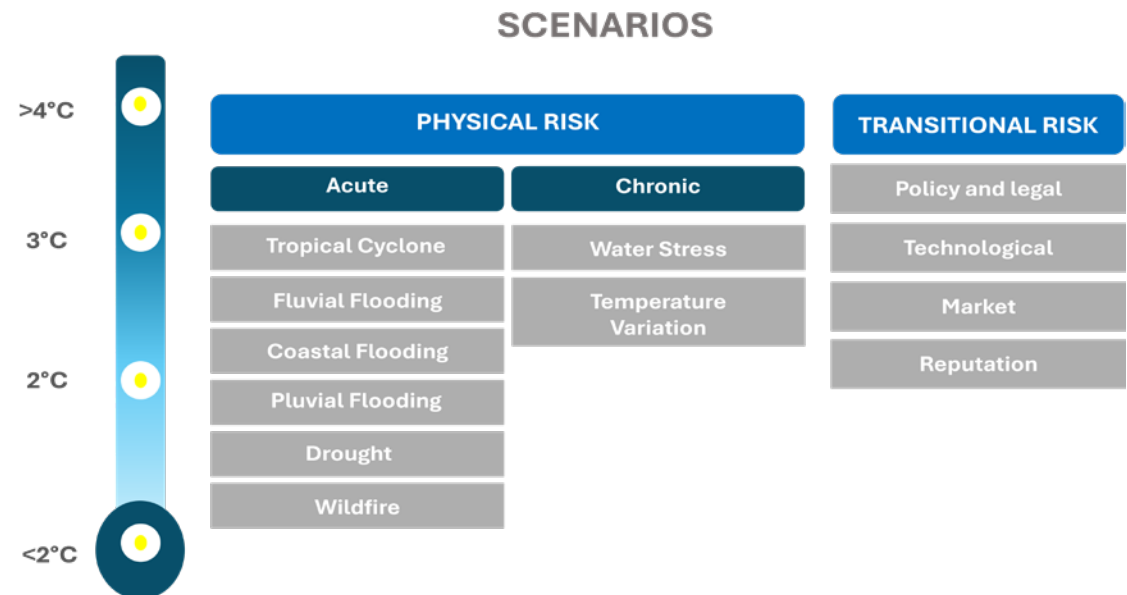 SCENARIOS
>4°C
3°C
2°C
<2°C
PHYSICAL RISK
Acute
Tropical Cyclone
Fluvial Flooding
Coastal Flooding
Pluvial Flooding
Drought
Wildfire
Chronic
Water Stress
Temperature
Variation
TRANSITIONAL RISK
Policy and legal
Technological
Market
Reputation